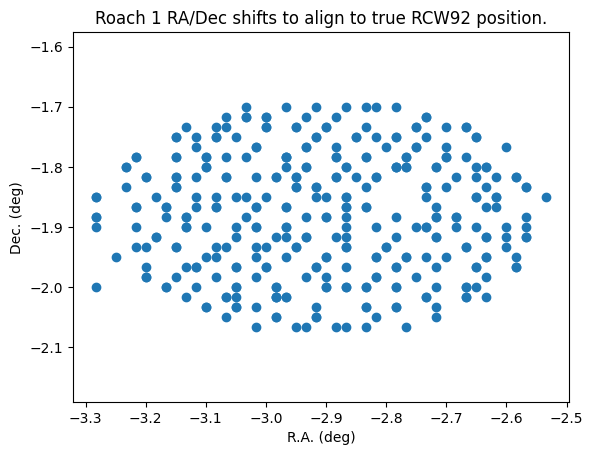 Roach 1 RA/Dec shifts to align to true RCW92 position.
−1.6
−1.7
−1.8
−1.9
−2.0
−2.1
Dec. (deg)
−3.3 −3.2 −3.1 −3.0 −2.9 −2.8 −2.7 −2.6 −2.5
R.A. (deg)